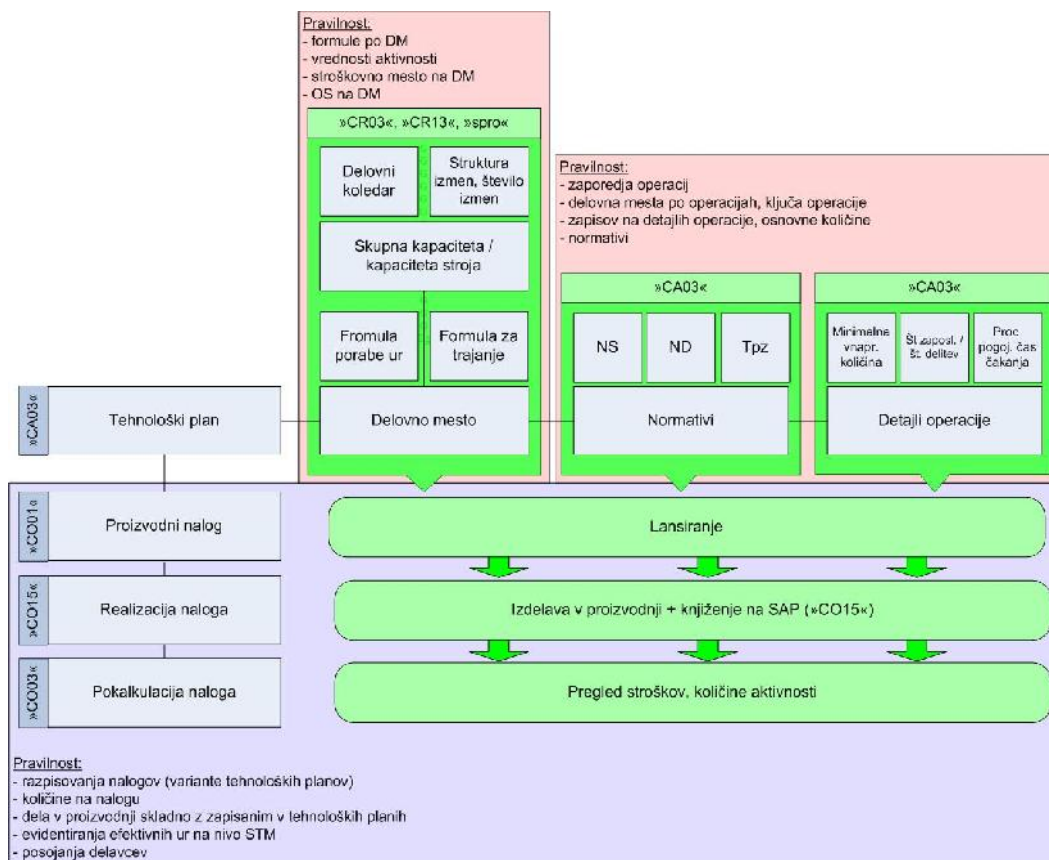 Pravilnost:
- formule po DM
- vrednosti aktivnosti
- stroškovno mesto na DM
- OS na DM
»CR03«, »CR13«, »spro«
Delovni
koledar
Struktura
izmen, število
izmen
Skupna kapaciteta /
kapaciteta stroja
Fromula
porabe ur
Formula za
trajanje
Delovno mesto
Pravilnost:
- zaporedja operacij
- delovna mesta po operacijah, ključa operacije
- zapisov na detajlih operacije, osnovne količine
- normativi
»CA03«
NS
ND
Tpz
Normativi
»CA03«
Minimalna
vnapr.
količina
Št.zaposl. /
št. delitev
Proc
pogoj. čas
čakanja
Detajli operacije
»CA03«
Tehnološki plan
»CO01«
Proizvodni nalog
Lansiranje
»CO15«
Realizacija naloga
Izdelava v proizvodnji + knjiženje na SAP (»CO15«)
»CO03«
Pokalkulacija naloga
Pregled stroškov, količine aktivnosti
Pravilnost:
- razpisovanja nalogov (variante tehnoloških planov)
- količine na nalogu
- dela v proizvodnji skladno z zapisanim v tehnoloških planih
- evidentiranja efektivnih ur na nivo STM
- posojanja delavcev